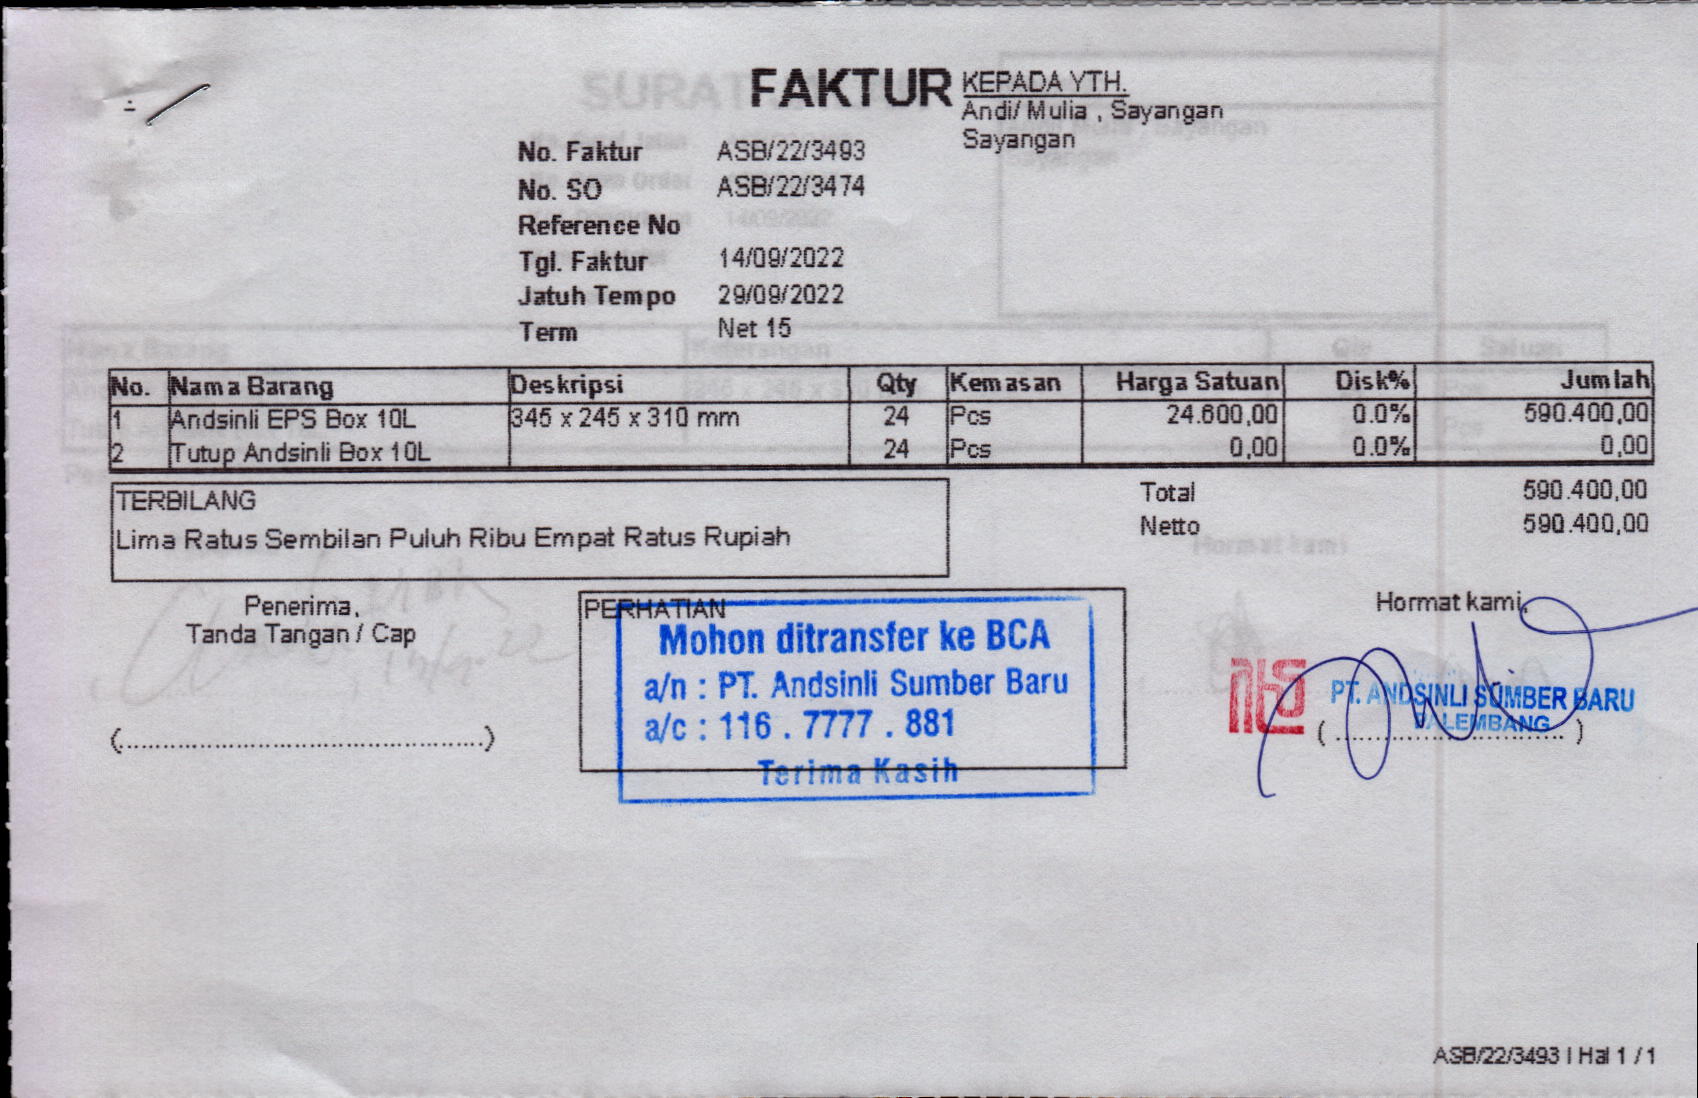 FAKTUR
KEPADA YTH.
Andi/ Mulia , Sayangan
Sayangan
No. Faktur ASB/22/3493
No. SO ASB/22/3474
Reference No
Tgl. Faktur 14/09/2022
Jatuh Tempo 29/09/2022
Term Net 15
No. Nama Barang Deskripsi Qty Kemasan Harga Satuan Disk% Jumlah
1 Andsinli EPS Box 10L 345 x 245 x 310 mm 24 Pcs 24.600,00 0.0% 590.400,00
2 Tutup Andsinli Box 10L 24 Pcs 0,00 0.0% 0,00
TERBILANG
Lima Ratus Sembilan Puluh Ribu Empat Ratus Rupiah
Total 590.400,00
Netto 590.400,00
Penerima,
Tanda Tangan / Cap
(................................................)
PERHATIAN
Mohon ditransfer ke BCA
a/n : PT. Andsinli Sumber Baru
a/c : 116 . 7777 . 881
Terima Kasih
Hormat kami,
PT. ANDSINLI SUMBER BARU
PALEMBANG
( .............................. )
ASB/22/3493 | Hal 1 / 1